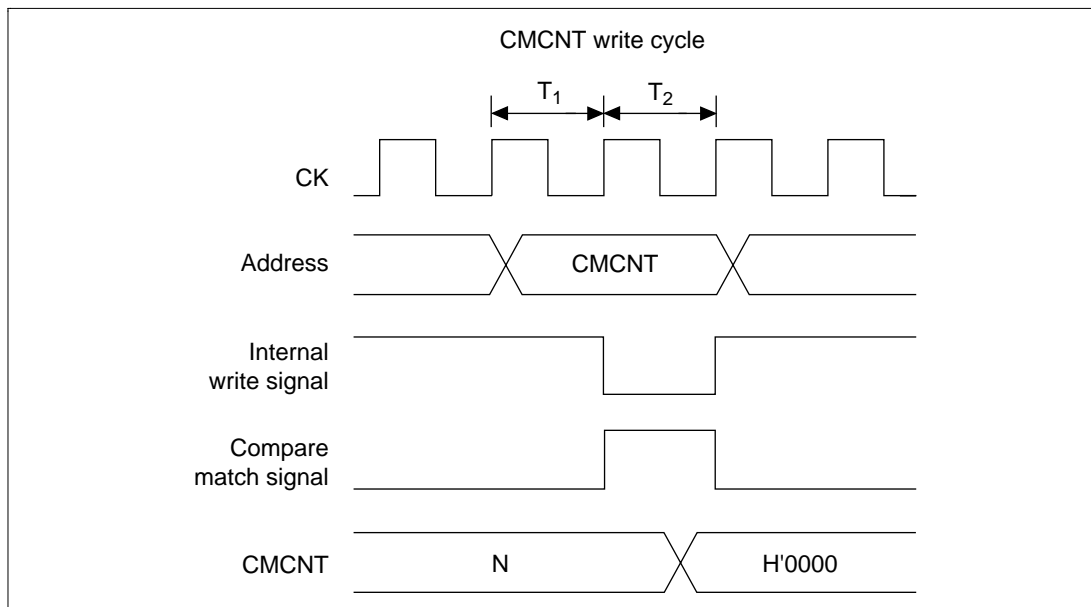 CMCNT write cycle
T1 T2
CK
Address CMCNT
Internal
write signal
Compare
match signal
CMCNT N H'0000